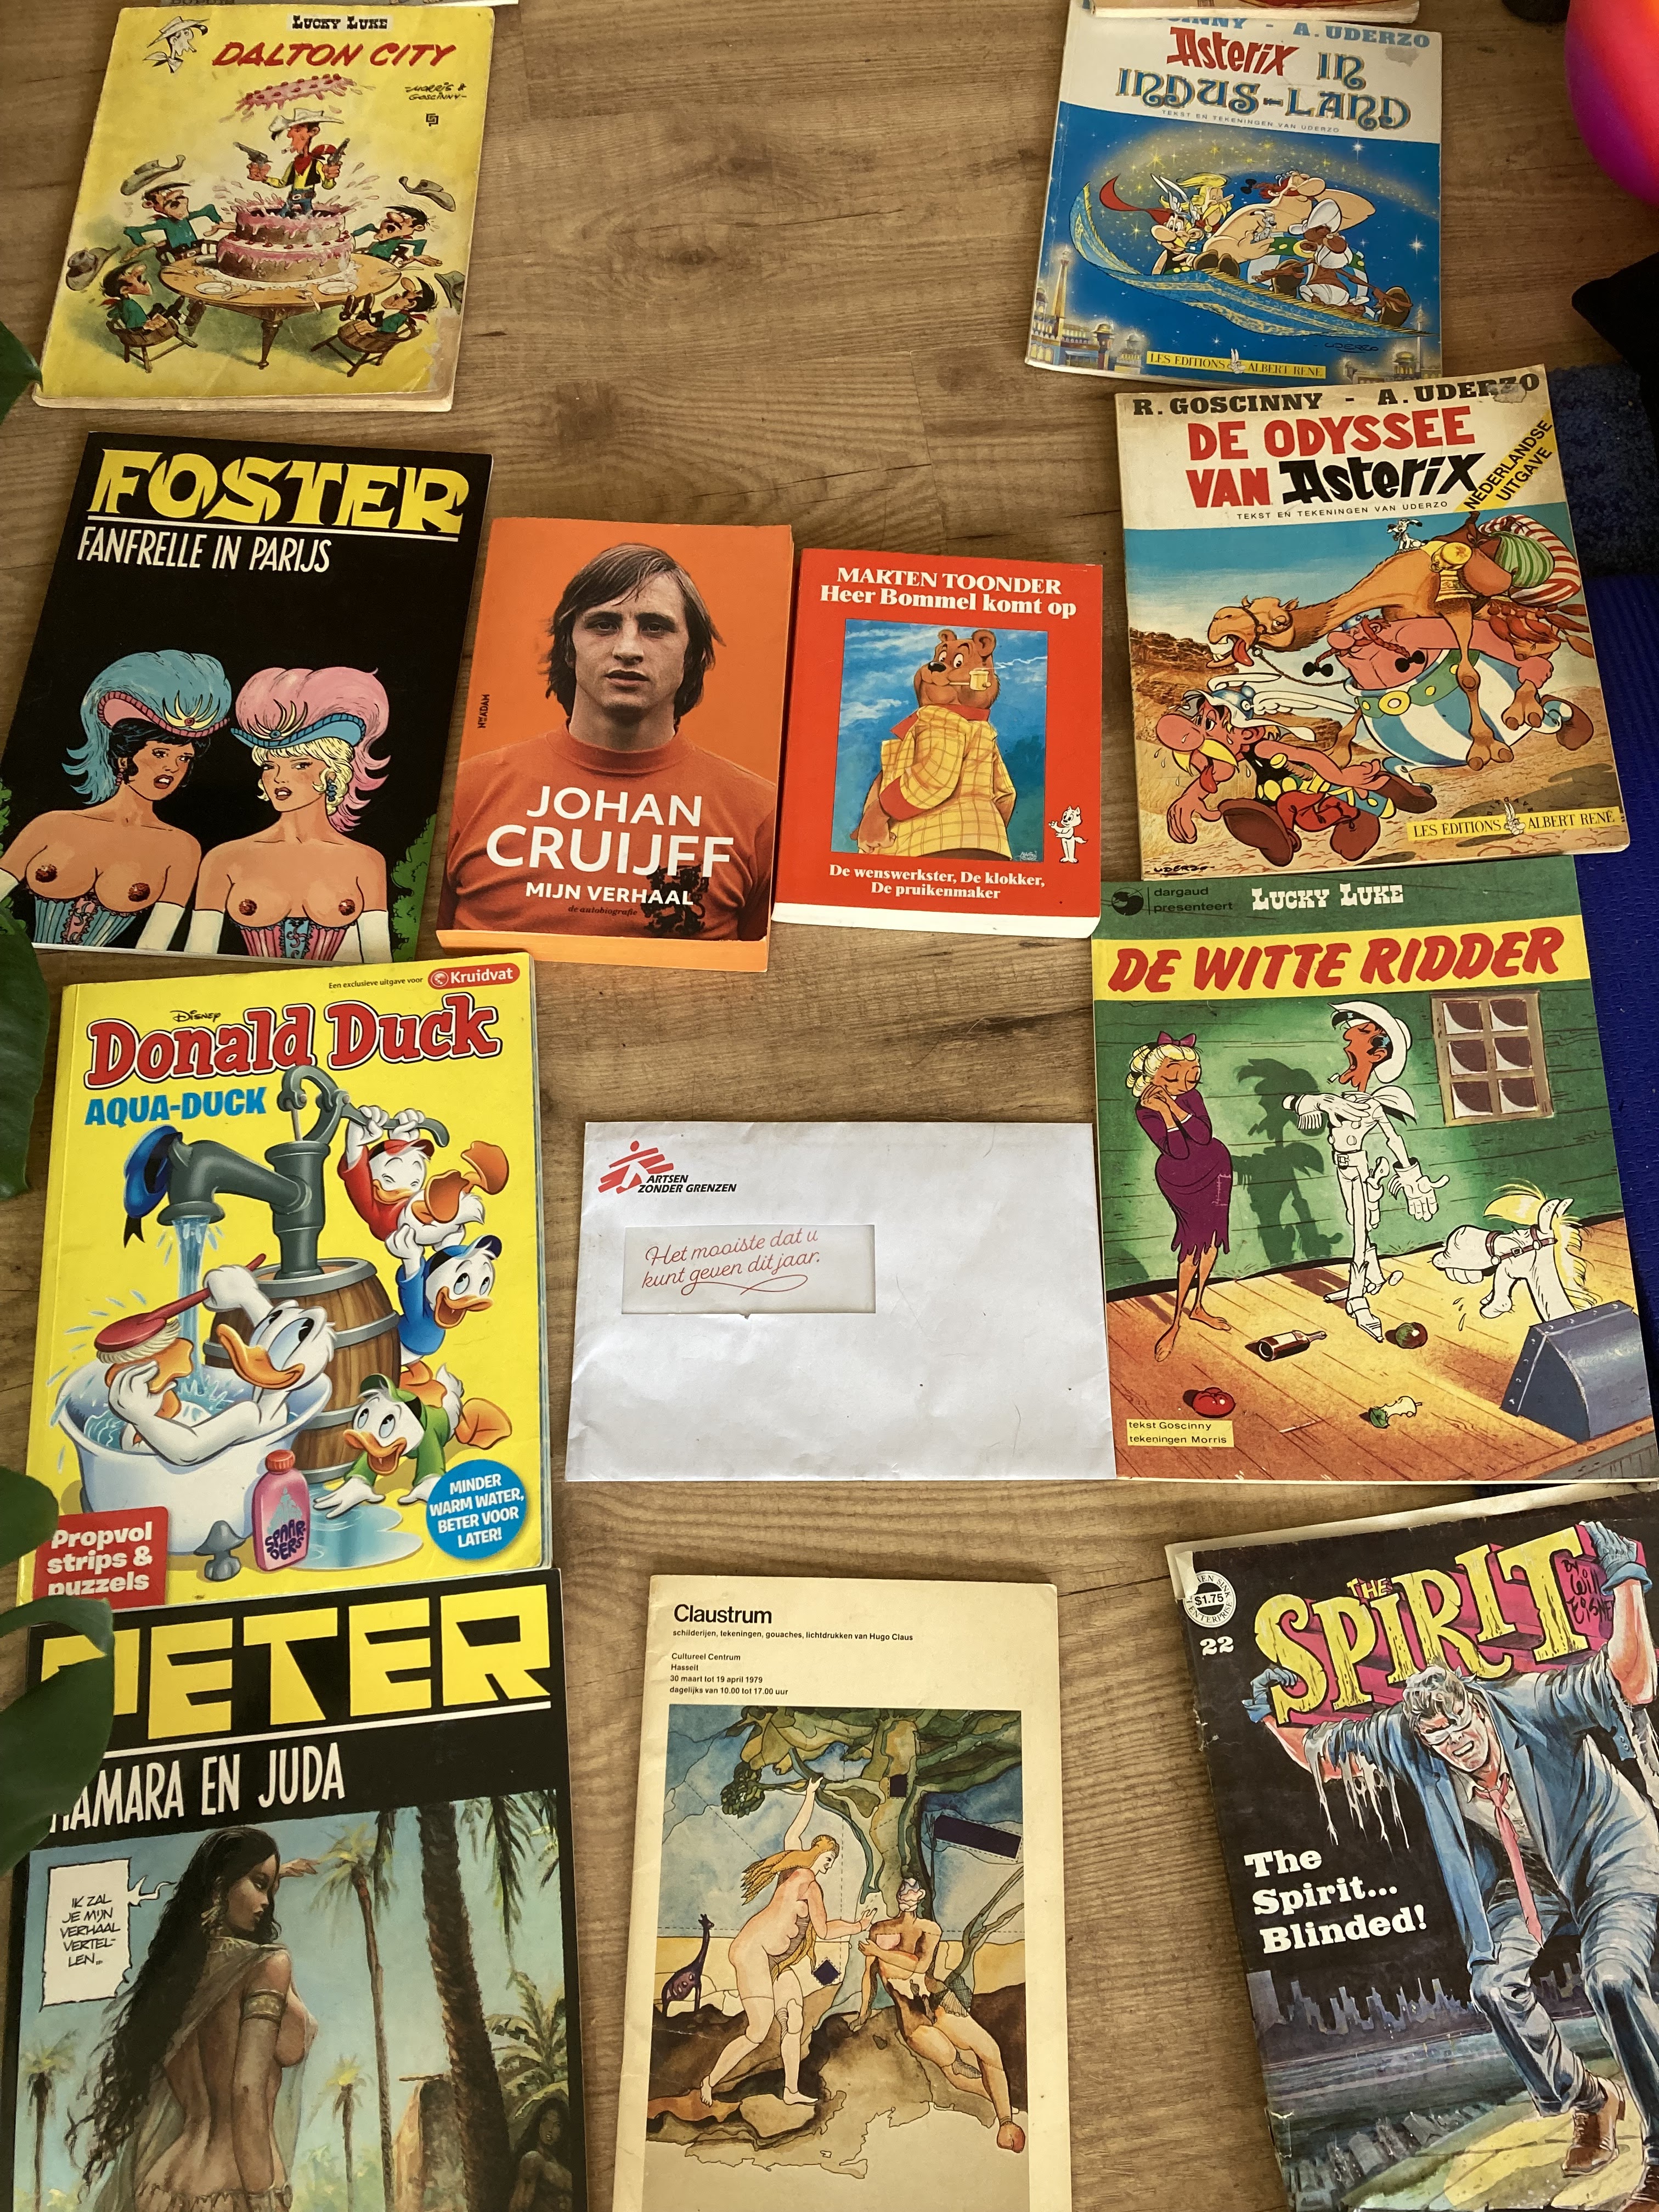 LUCKY LUKE
DALTON CITY
MORRIS &
GOSCINNY
A. UDERZO
Asterix IN
INDUS-LAND
TEKST EN TEKENINGEN VAN UDERZO
UDERZO
LES EDITIONS ALBERT RENÉ
FOSTER
FANFRELLE IN PARIJS
JOHAN
CRUIJFF
MIJN VERHAAL
de autobiografie
MARTEN TOONDER
Heer Bommel komt op
De wenswerkster, De klokker,
De pruikenmaker
R. GOSCINNY - A. UDERZO
DE ODYSSEE
VAN Asterix
NEDERLANDSE
UITGAVE
TEKST EN TEKENINGEN VAN UDERZO
LES EDITIONS ALBERT RENÉ
UDERZO
Een exclusieve uitgave voor Kruidvat
DISNEY
Donald Duck
AQUA-DUCK
SPAAR-
DERS
MINDER
WARM WATER,
BETER VOOR
LATER!
Propvol
strips &
puzzels
ARTSEN
ZONDER GRENZEN
Het mooiste dat u
kunt geven dit jaar.
dargaud
presenteert
LUCKY LUKE
DE WITTE RIDDER
tekst Goscinny
tekeningen Morris
ETER
AMARA EN JUDA
IK ZAL
JE MIJN
VERHAAL
VERTEL-
LEN...
Claustrum
schilderijen, tekeningen, gouaches, lichtdrukken van Hugo Claus
Cultureel Centrum
Hasselt
30 maart tot 19 april 1979
dagelijks van 10.00 tot 17.00 uur
$1.75
22
THE
SPIRIT
The
Spirit...
Blinded!